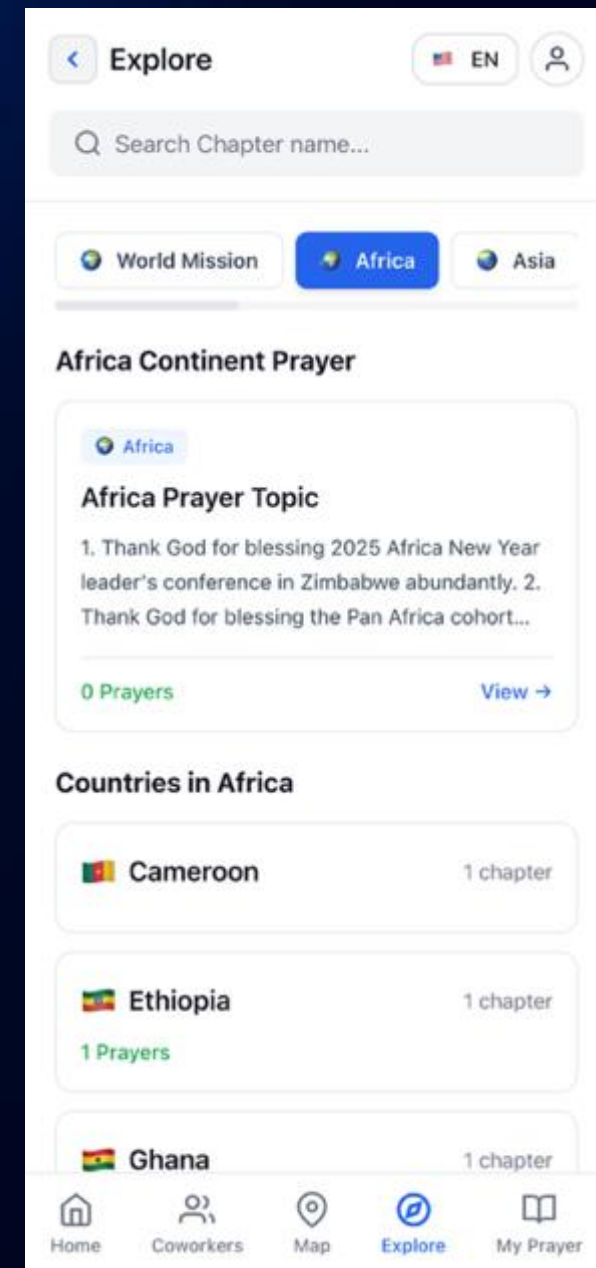 Explore
EN
Search Chapter name...
World Mission
Africa
Asia
Africa Continent Prayer
Africa
Africa Prayer Topic
1. Thank God for blessing 2025 Africa New Year
leader's conference in Zimbabwe abundantly. 2.
Thank God for blessing the Pan Africa cohort...
0 Prayers
View →
Countries in Africa
Cameroon
1 chapter
Ethiopia
1 chapter
1 Prayers
Ghana
1 chapter
Home
Coworkers
Map
Explore
My Prayer